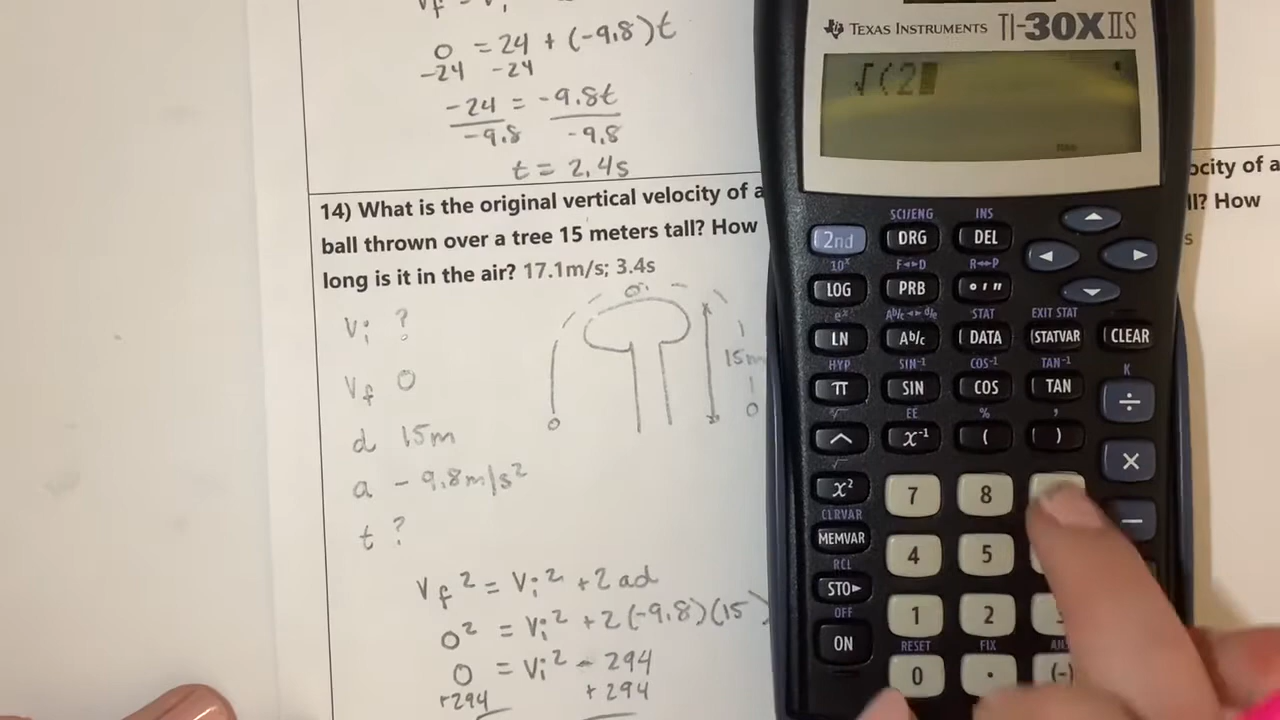 0 = 24 + (-9.8)t
-24 -24
-24 = -9.8t
-9.8 -9.8
t = 2.4s
14) What is the original vertical velocity of a
ball thrown over a tree 15 meters tall? How
long is it in the air? 17.1m/s; 3.4s
Vi ?
Vf 0
d 15m
a - 9.8m/s²
t ?
15m
Vf² = Vi² + 2ad
0² = Vi² + 2(-9.8)(15)
0 = Vi² - 294
+294 + 294
TEXAS INSTRUMENTS TI-30X IIS
√(2
SCI/ENG INS
2nd DRG DEL
10ˣ F◄►D R◄►P
LOG PRB ° ' "
eˣ Ab/c◄►d/e STAT EXIT STAT
LN Ab/c DATA STATVAR CLEAR
HYP SIN⁻¹ COS⁻¹ TAN⁻¹ K
π SIN COS TAN ÷
ˣ√ EE % ,
^ x⁻¹ ( ) ×
√
x² 7 8 −
CLRVAR
MEMVAR 4 5
RCL
STO► 1 2
OFF RESET FIX
ON 0 . (-)
ocity of a
ll? How
s